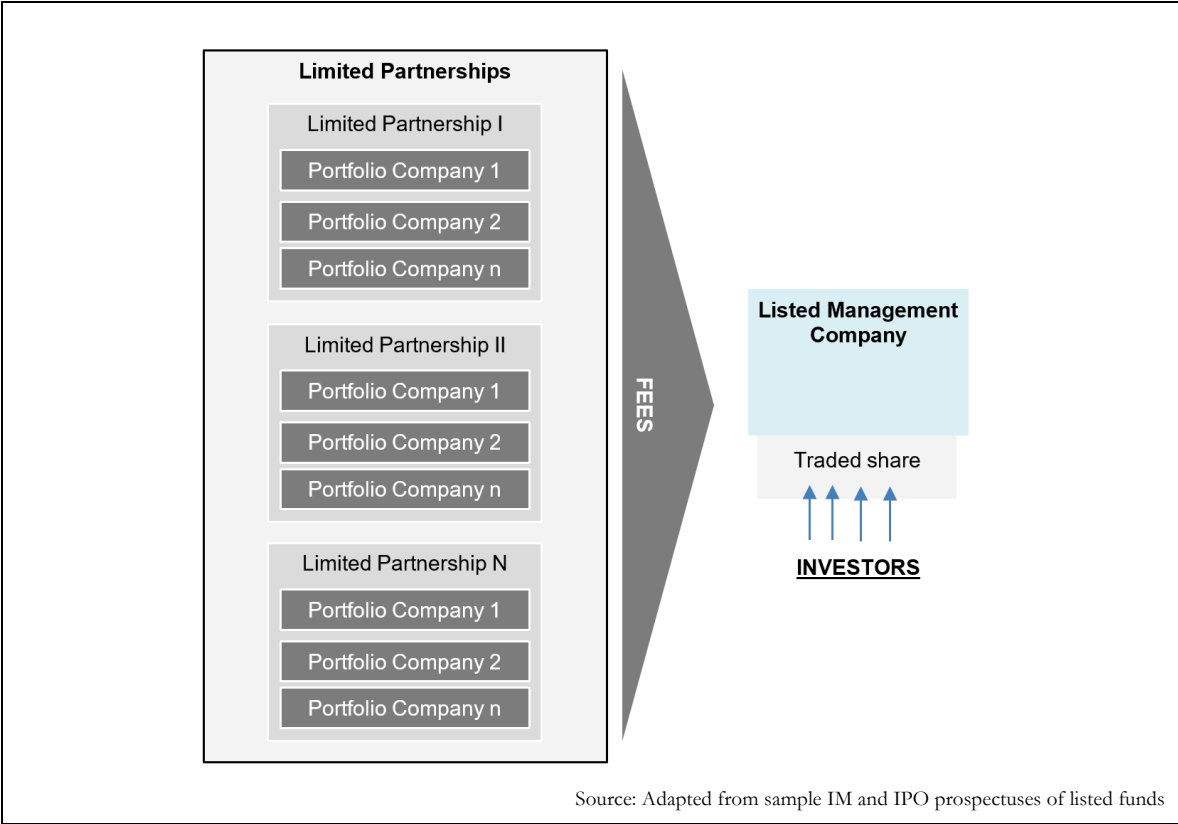 Limited Partnerships
Limited Partnership I
Portfolio Company 1
Portfolio Company 2
Portfolio Company n
Limited Partnership II
Portfolio Company 1
Portfolio Company 2
Portfolio Company n
Limited Partnership N
Portfolio Company 1
Portfolio Company 2
Portfolio Company n
FEES
Listed Management
Company
Traded share
INVESTORS
Source: Adapted from sample IM and IPO prospectuses of listed funds